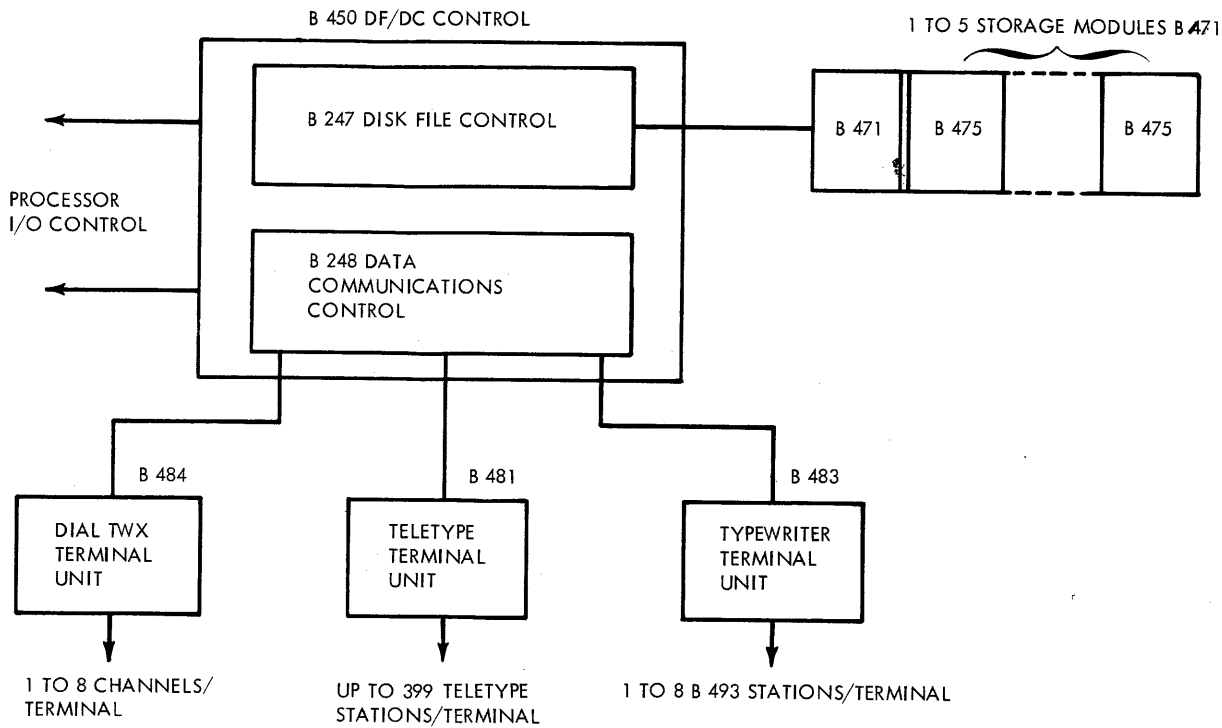 B 450 DF/DC CONTROL
1 TO 5 STORAGE MODULES B 471
B 247 DISK FILE CONTROL
B 471
B 475
B 475
PROCESSOR
I/O CONTROL
B 248 DATA
COMMUNICATIONS
CONTROL
B 484
B 481
B 483
DIAL TWX
TERMINAL
UNIT
TELETYPE
TERMINAL
UNIT
TYPEWRITER
TERMINAL
UNIT
1 TO 8 CHANNELS/
TERMINAL
UP TO 399 TELETYPE
STATIONS/TERMINAL
1 TO 8 B 493 STATIONS/TERMINAL